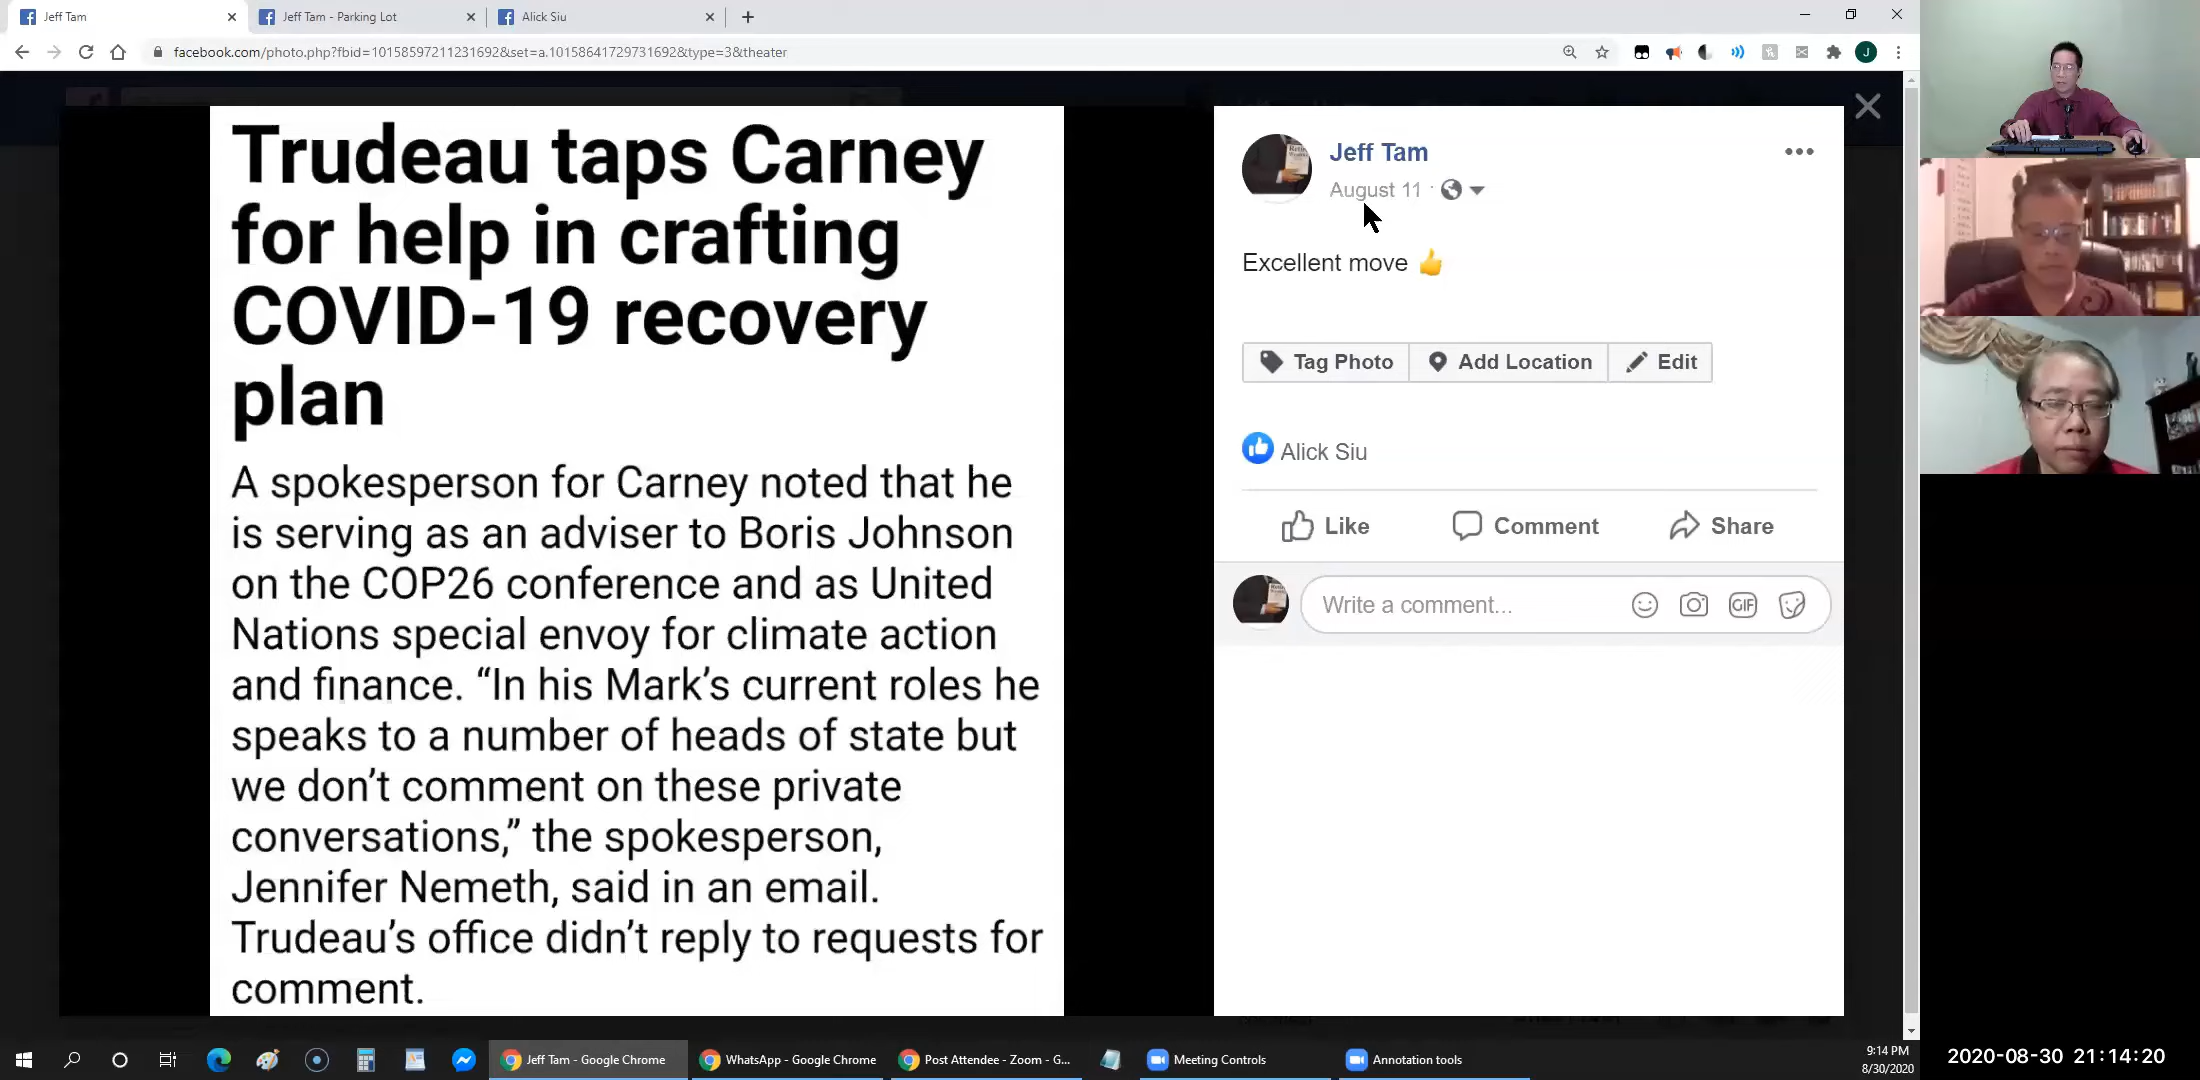 Jeff Tam
Jeff Tam - Parking Lot
Alick Siu
facebook.com/photo.php?fbid=10158597211231692&set=a.10158641729731692&type=3&theater
J
Trudeau taps Carney
for help in crafting
COVID-19 recovery
plan
A spokesperson for Carney noted that he
is serving as an adviser to Boris Johnson
on the COP26 conference and as United
Nations special envoy for climate action
and finance. “In his Mark’s current roles he
speaks to a number of heads of state but
we don’t comment on these private
conversations,” the spokesperson,
Jennifer Nemeth, said in an email.
Trudeau’s office didn’t reply to requests for
comment.
Jeff Tam
August 11 ·
Excellent move 👍
Tag Photo
Add Location
Edit
Alick Siu
Like
Comment
Share
Write a comment...
GIF
Jeff Tam - Google Chrome
WhatsApp - Google Chrome
Post Attendee - Zoom - G...
Meeting Controls
Annotation tools
9:14 PM
8/30/2020
2020-08-30 21:14:20